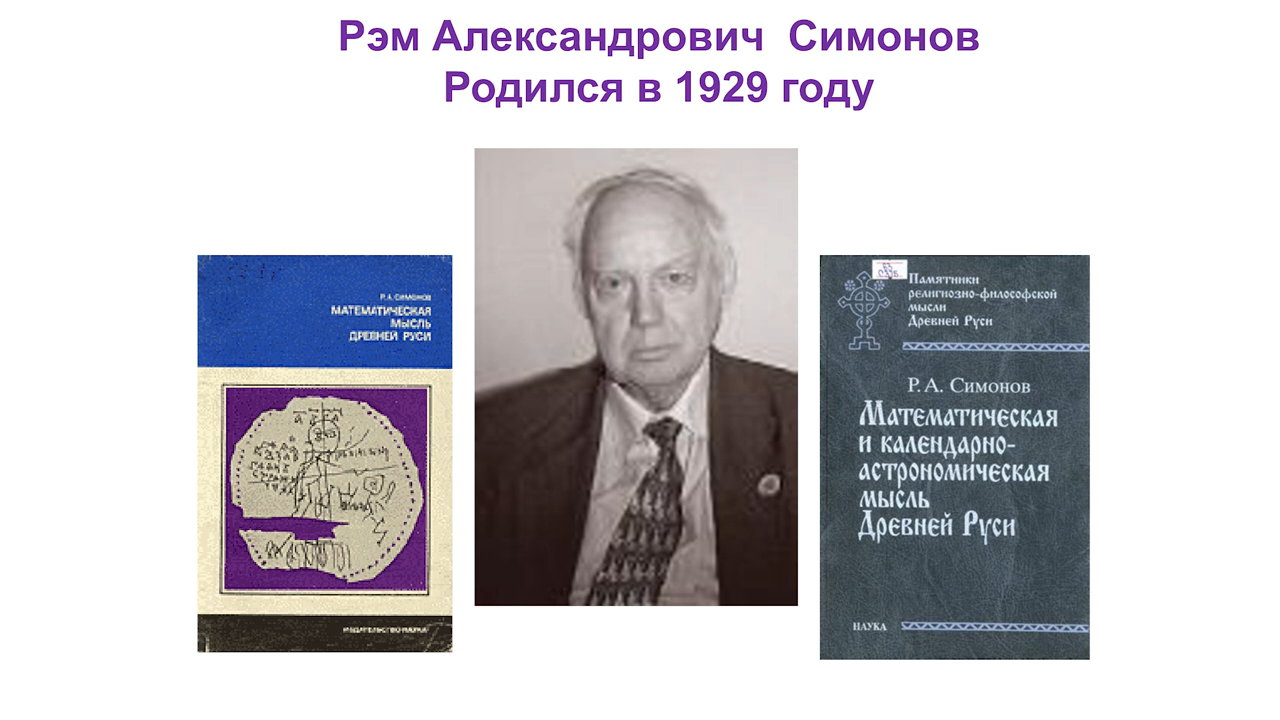 Рэм Александрович Симонов
Родился в 1929 году
Р.А. СИМОНОВ
МАТЕМАТИЧЕСКАЯ
МЫСЛЬ
ДРЕВНЕЙ РУСИ
ИЗДАТЕЛЬСТВО НАУКА
Памятники
религиозно-философской
мысли
Древней Руси
Р. А. Симонов
Математическая
и календарно-
астрономическая
мысль
Древней Руси
НАУКА